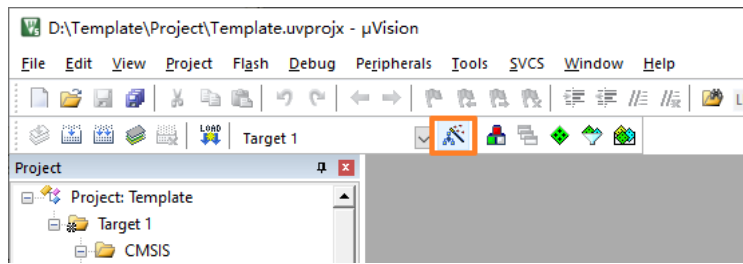 D:\Template\Project\Template.uvprojx - µVision
File Edit View Project Flash Debug Peripherals Tools SVCS Window Help
LOAD Target 1
Project
Project: Template
Target 1
CMSIS